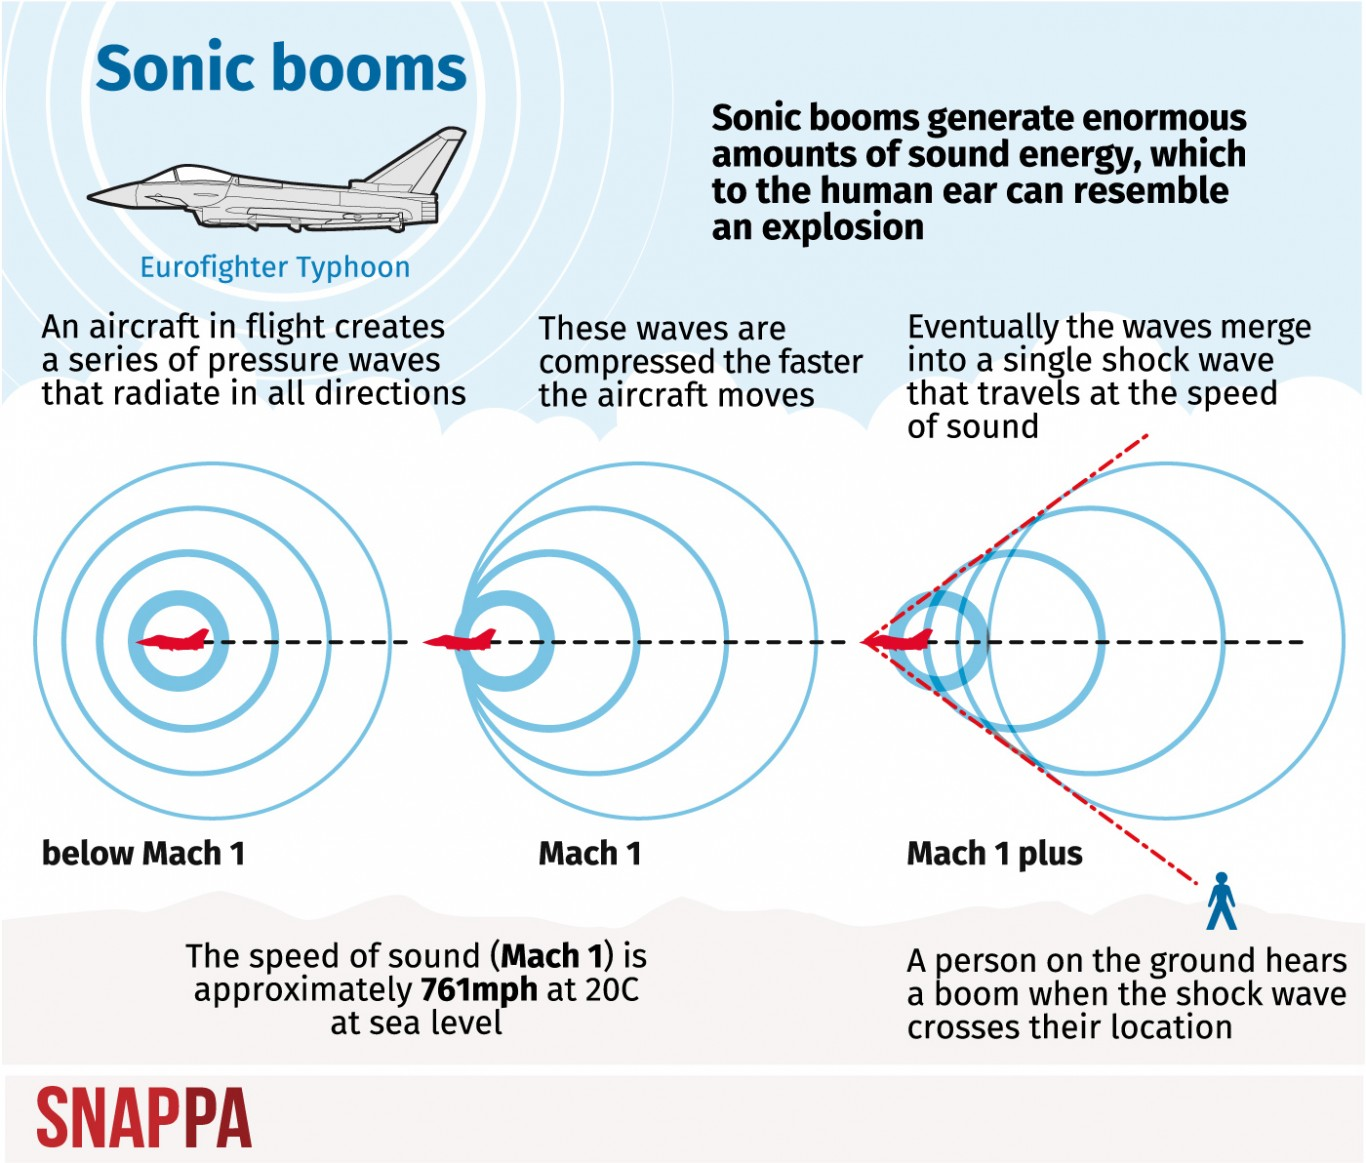 Sonic booms
Eurofighter Typhoon
Sonic booms generate enormous
amounts of sound energy, which
to the human ear can resemble
an explosion
An aircraft in flight creates
a series of pressure waves
that radiate in all directions
These waves are
compressed the faster
the aircraft moves
Eventually the waves merge
into a single shock wave
that travels at the speed
of sound
below Mach 1
Mach 1
Mach 1 plus
The speed of sound (Mach 1) is
approximately 761mph at 20C
at sea level
A person on the ground hears
a boom when the shock wave
crosses their location
SNAPPA